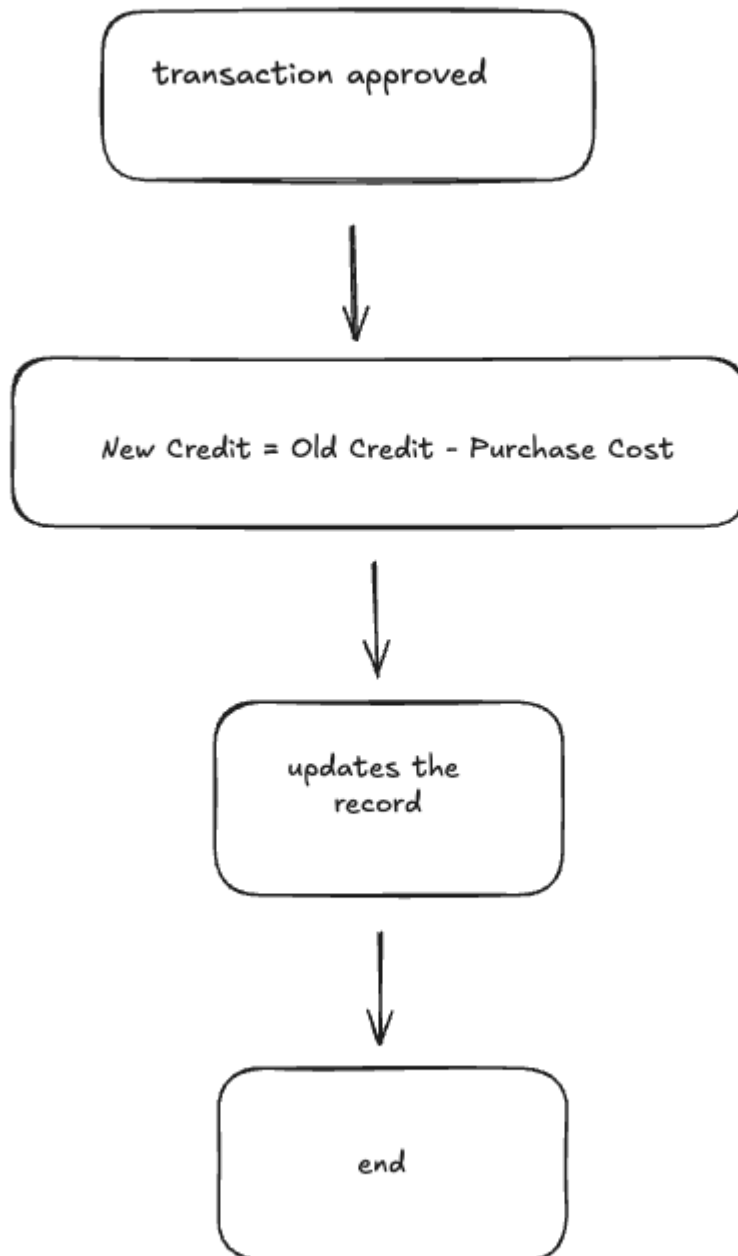 transaction approved
New Credit = Old Credit - Purchase Cost
updates the
record
end